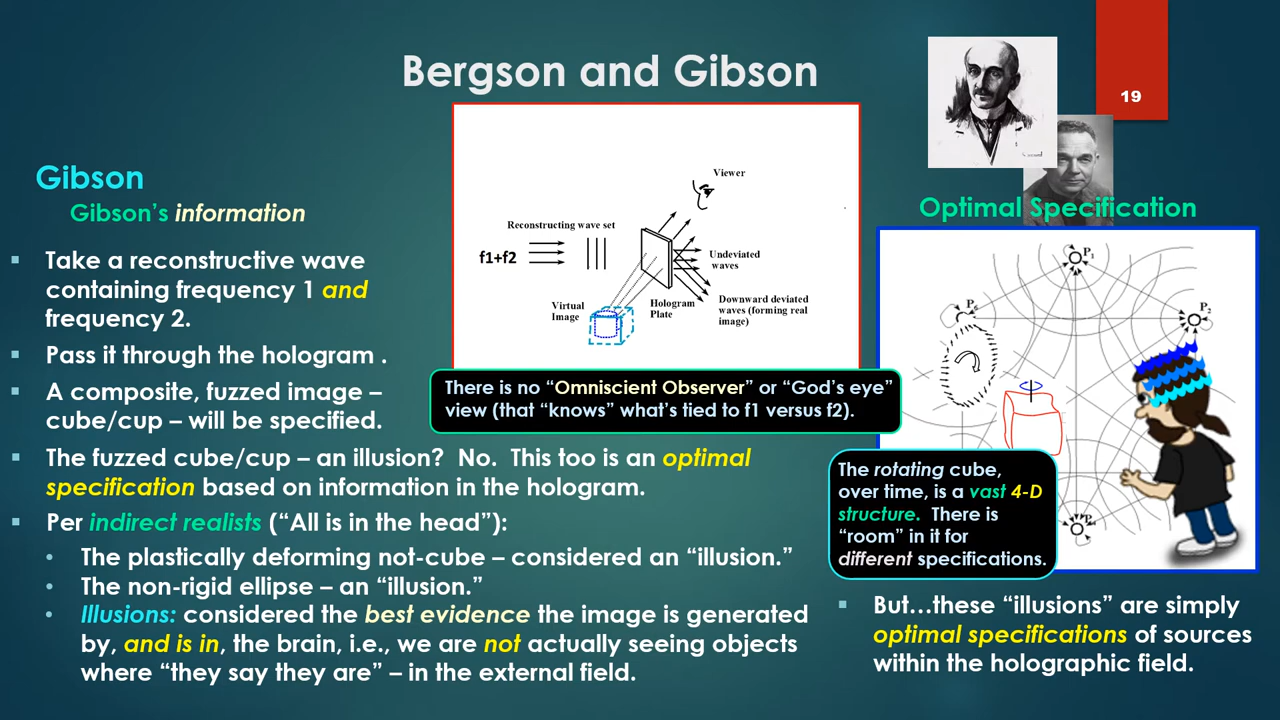 Bergson and Gibson
19
Gibson
Gibson's information
Take a reconstructive wave
containing frequency 1 and
frequency 2.
Pass it through the hologram .
A composite, fuzzed image –
cube/cup – will be specified.
The fuzzed cube/cup – an illusion? No. This too is an optimal
specification based on information in the hologram.
Per indirect realists ("All is in the head"):
The plastically deforming not-cube – considered an "illusion."
The non-rigid ellipse – an "illusion."
Illusions: considered the best evidence the image is generated
by, and is in, the brain, i.e., we are not actually seeing objects
where "they say they are" – in the external field.
Viewer
Reconstructing wave set
f1+f2
Undeviated
waves
Virtual
Image
Hologram
Plate
Downward deviated
waves (forming real
image)
There is no "Omniscient Observer" or "God's eye"
view (that "knows" what's tied to f1 versus f2).
Optimal Specification
P1
P2
P6
The rotating cube,
over time, is a vast 4-D
structure. There is
"room" in it for
different specifications.
But…these "illusions" are simply
optimal specifications of sources
within the holographic field.